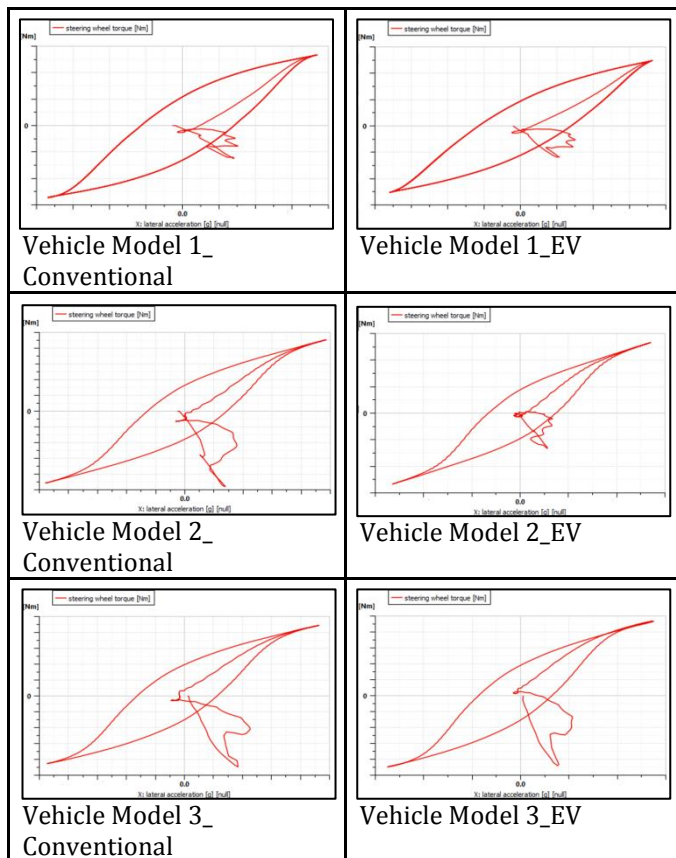 steering wheel torque [Nm]
[Nm]
0
0.0
X: lateral acceleration [g] [null]
Vehicle Model 1_
Conventional
steering wheel torque [Nm]
[Nm]
0
0.0
X: lateral acceleration [g] [null]
Vehicle Model 1_EV
steering wheel torque [Nm]
[Nm]
0
0.0
X: lateral acceleration [g] [null]
Vehicle Model 2_
Conventional
steering wheel torque [Nm]
[Nm]
0
0.0
X: lateral acceleration [g] [null]
Vehicle Model 2_EV
steering wheel torque [Nm]
[Nm]
0
0.0
X: lateral acceleration [g] [null]
Vehicle Model 3_
Conventional
steering wheel torque [Nm]
[Nm]
0
0.0
X: lateral acceleration [g] [null]
Vehicle Model 3_EV